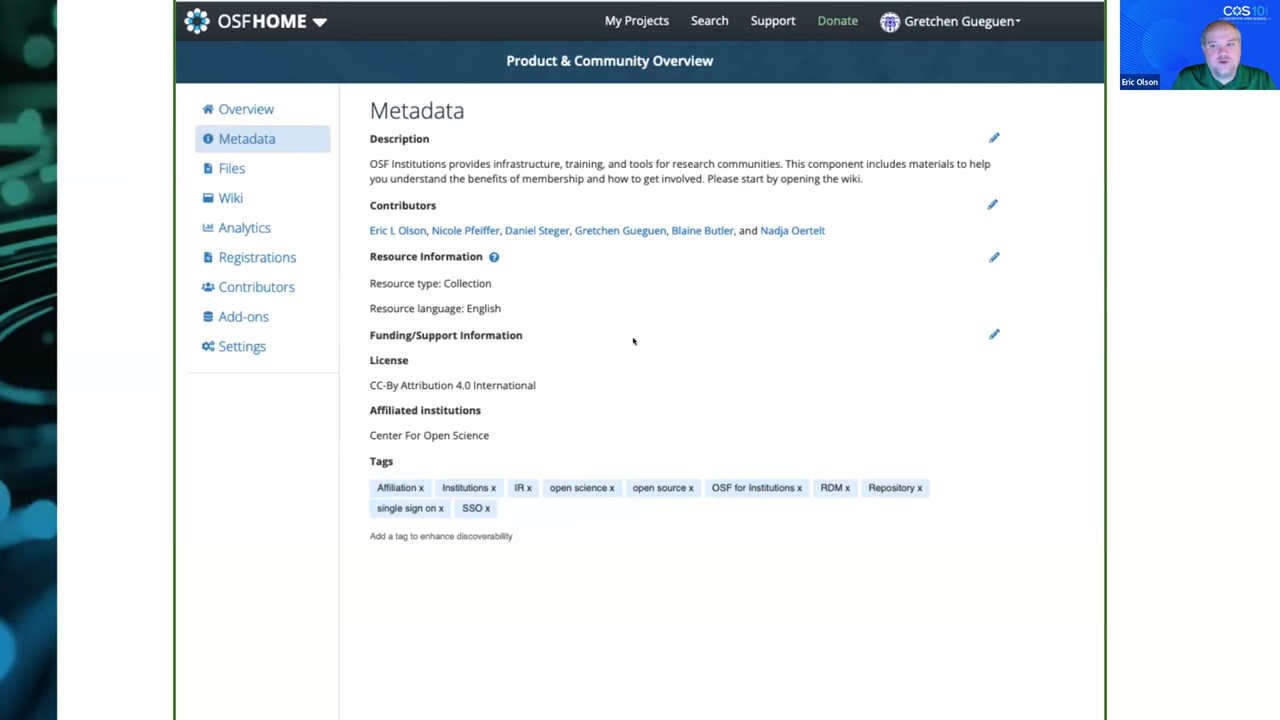 OSFHOME
My Projects
Search
Support
Donate
Gretchen Gueguen
COS10
CENTER FOR OPEN SCIENCE
Eric Olson
Product & Community Overview
Overview
Metadata
Files
Wiki
Analytics
Registrations
Contributors
Add-ons
Settings
Metadata
Description
OSF Institutions provides infrastructure, training, and tools for research communities. This component includes materials to help
you understand the benefits of membership and how to get involved. Please start by opening the wiki.
Contributors
Eric L Olson, Nicole Pfeiffer, Daniel Steger, Gretchen Gueguen, Blaine Butler, and Nadja Oertelt
Resource Information ?
Resource type: Collection
Resource language: English
Funding/Support Information
License
CC-By Attribution 4.0 International
Affiliated institutions
Center For Open Science
Tags
Affiliation x Institutions x IR x open science x open source x OSF for Institutions x RDM x Repository x
single sign on x SSO x
Add a tag to enhance discoverability